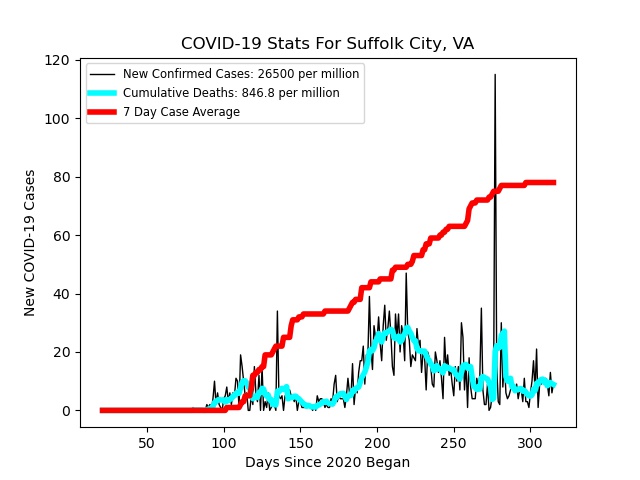 COVID-19 Stats For Suffolk City, VA
New Confirmed Cases: 26500 per million
Cumulative Deaths: 846.8 per million
7 Day Case Average
120
100
80
60
40
20
0
New COVID-19 Cases
50 100 150 200 250 300
Days Since 2020 Began